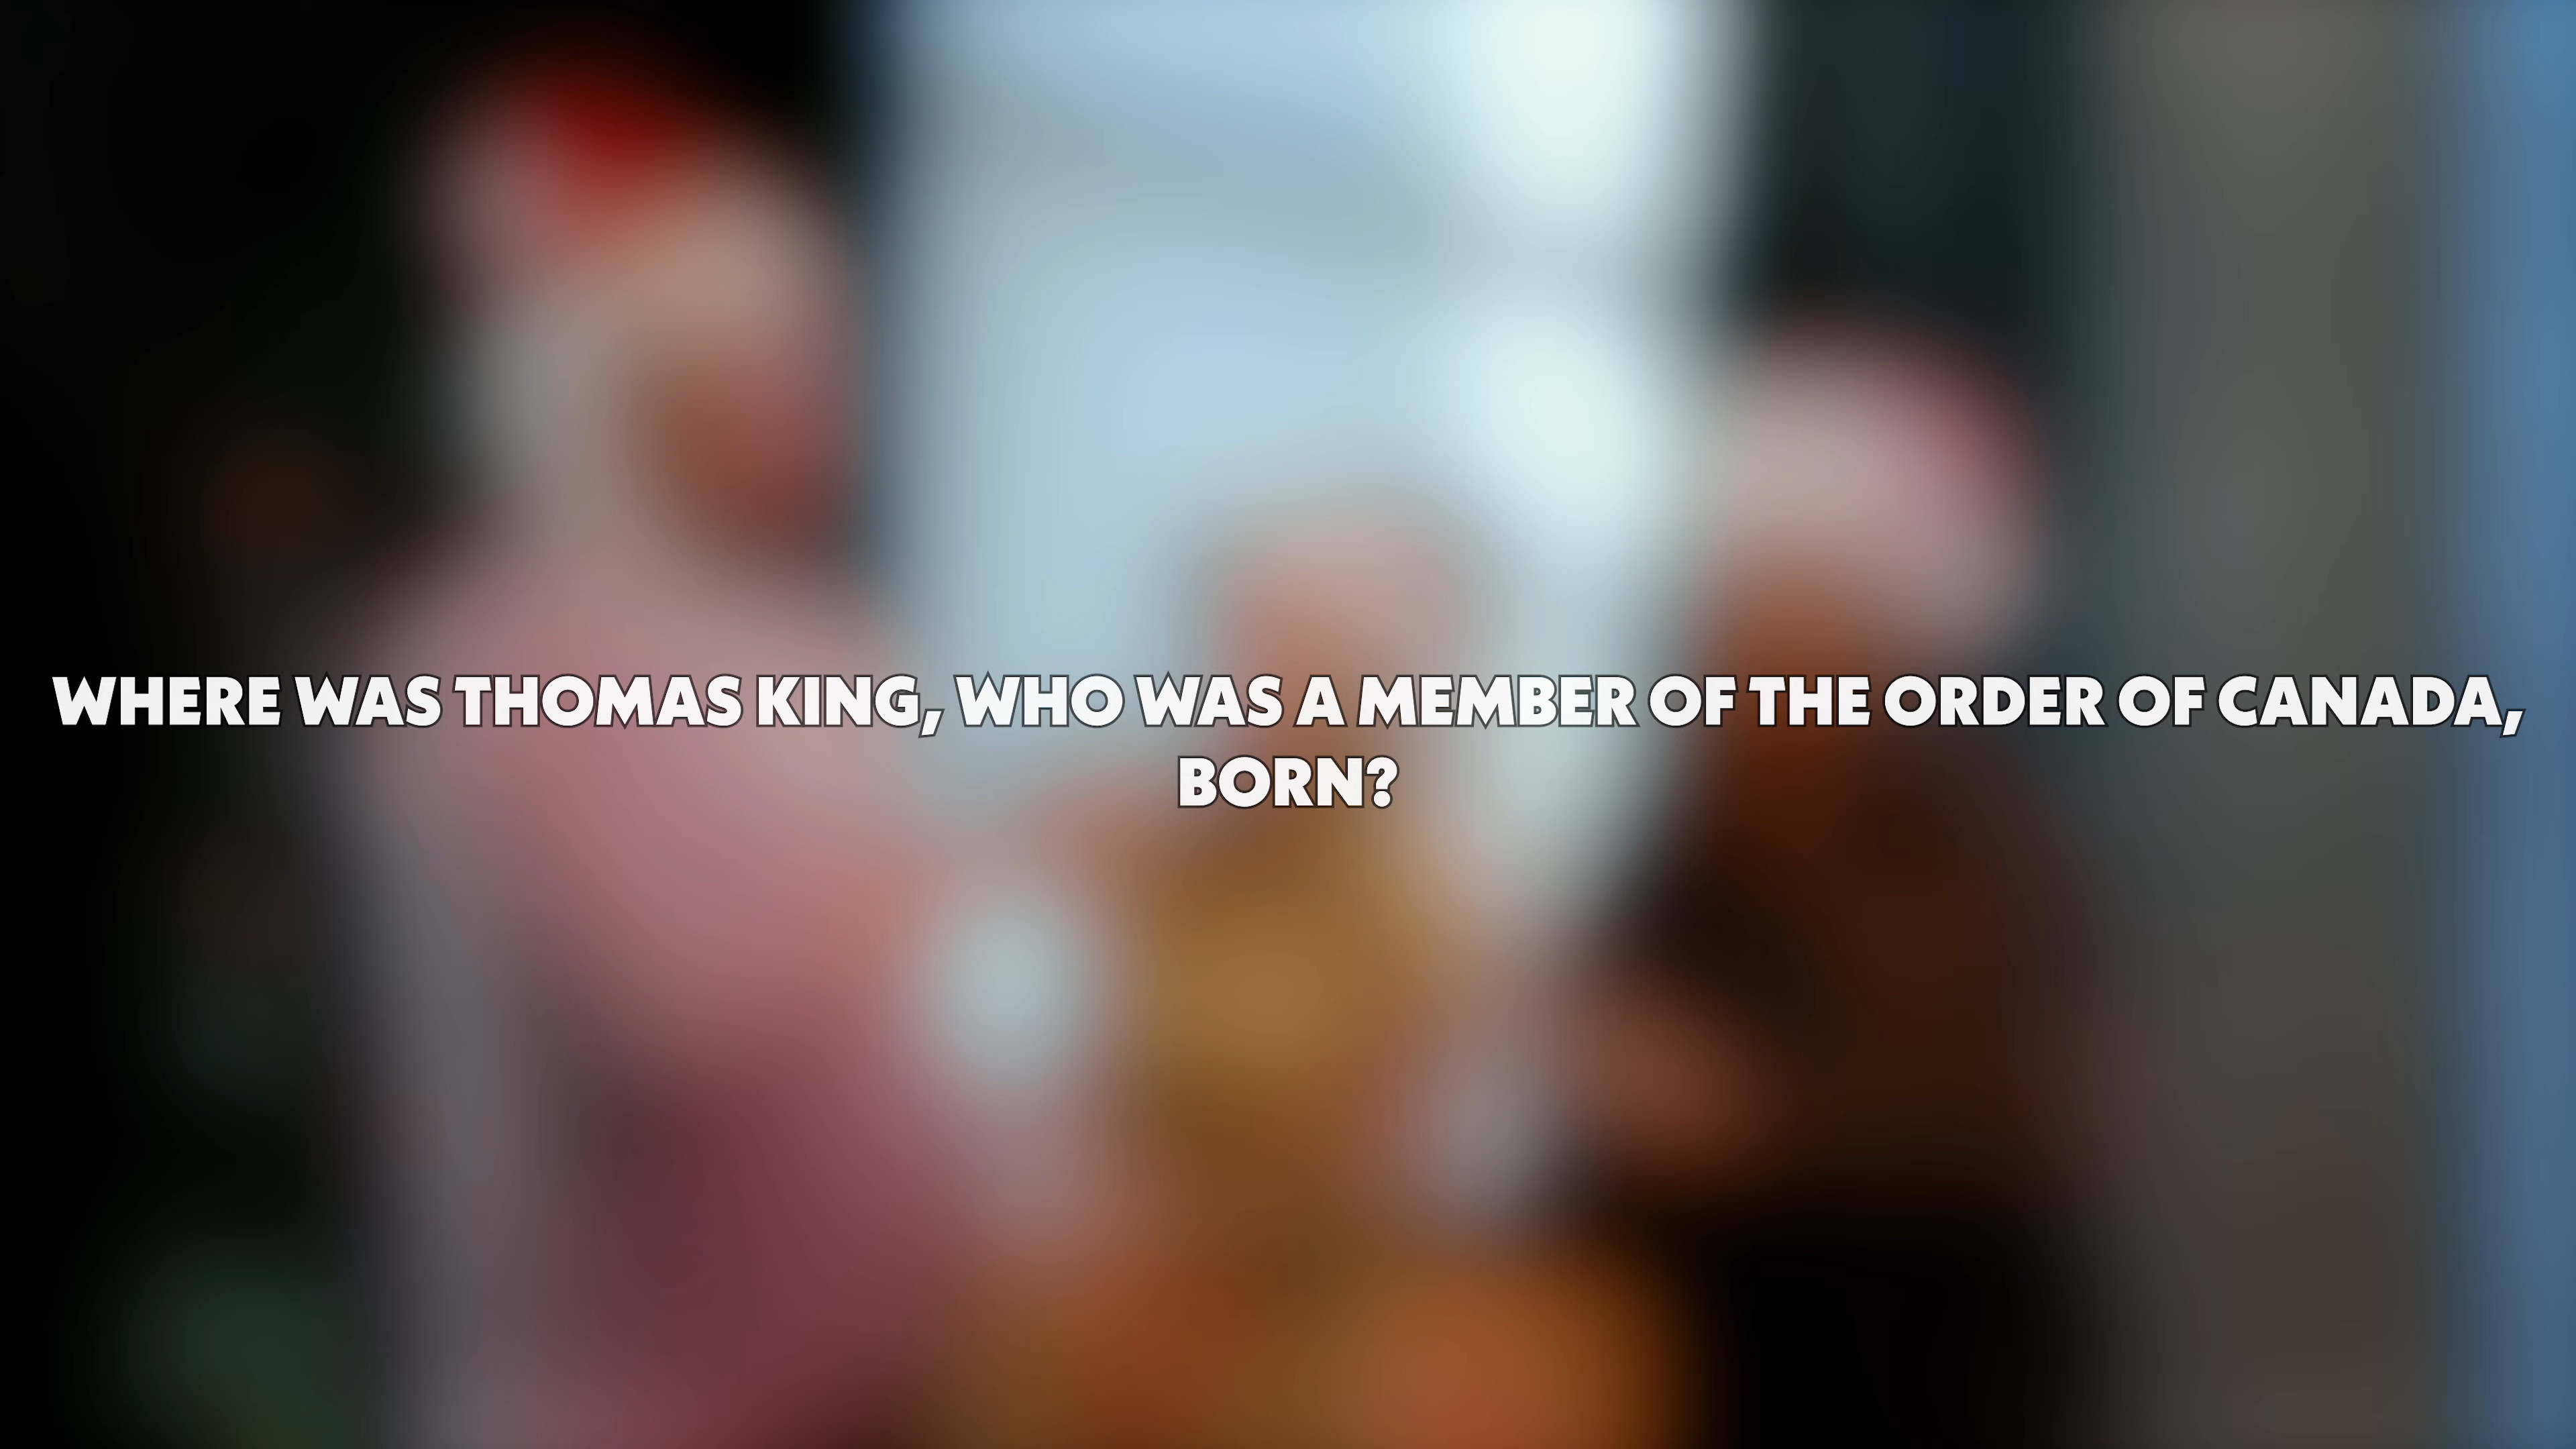 WHERE WAS THOMAS KING, WHO WAS A MEMBER OF THE ORDER OF CANADA,
BORN?